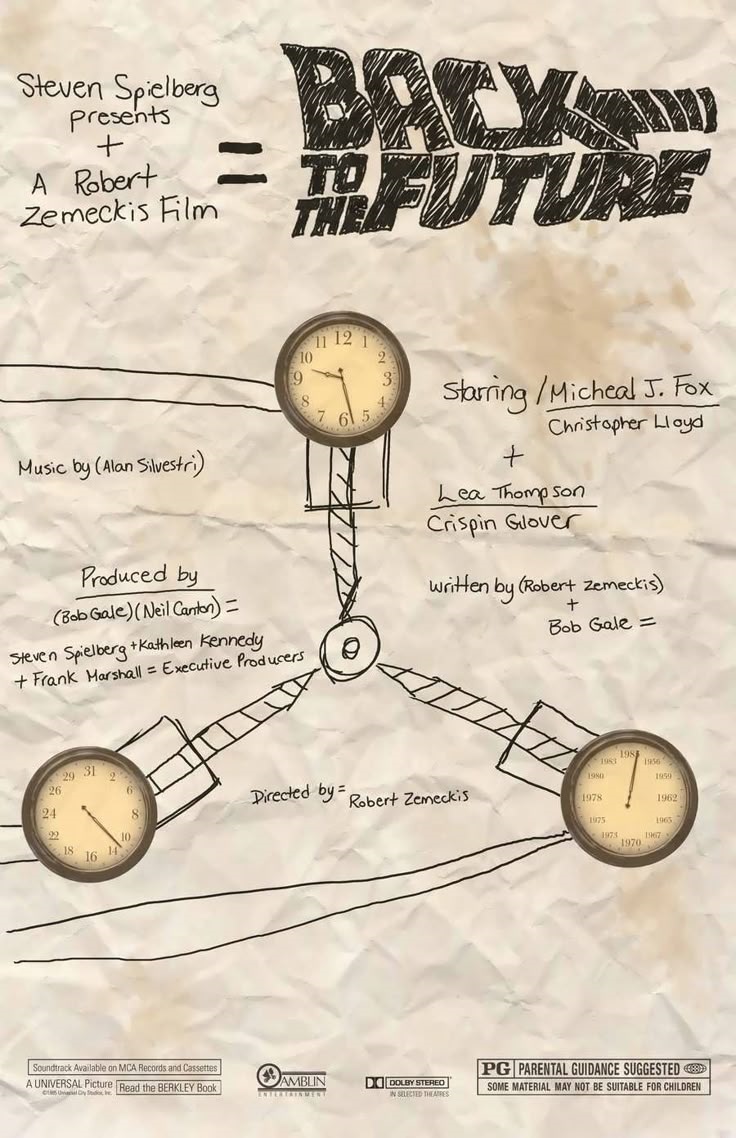 Steven Spielberg
presents
+
A Robert
Zemeckis Film
=
BACK
TO
THE FUTURE
11 12 1
10 2
9 3
8 4
7 6 5
Starring / Micheal J. Fox
Christopher Lloyd
+
Lea Thompson
Crispin Glover
Music by (Alan Silvestri)
Produced by
(Bob Gale) (Neil Canton) =
Steven Spielberg + Kathleen Kennedy
+ Frank Marshall = Executive Producers
Written by (Robert Zemeckis)
+
Bob Gale =
Directed by = Robert Zemeckis
29 31 2
26 6
24 8
22 10
18 16 14
1983 1985 1956
1980 1959
1978 1962
1975 1965
1973 1970 1967
Soundtrack Available on MCA Records and Cassettes
A UNIVERSAL Picture
©1985 Universal City Studios, Inc.
Read the BERKLEY Book
AMBLIN
ENTERTAINMENT
DOLBY STEREO
IN SELECTED THEATRES
PG PARENTAL GUIDANCE SUGGESTED
SOME MATERIAL MAY NOT BE SUITABLE FOR CHILDREN